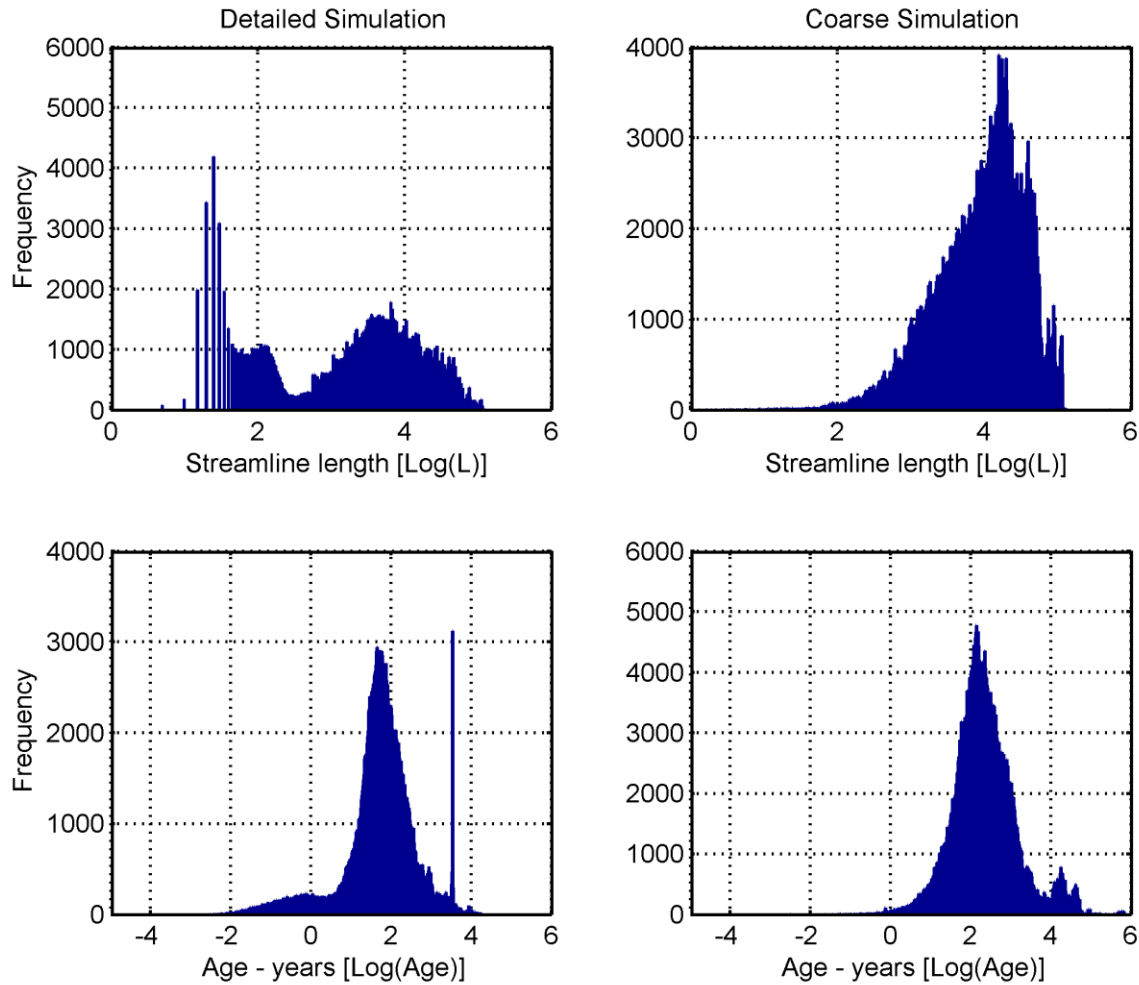 Detailed Simulation
Coarse Simulation
6000
5000
4000
3000
2000
1000
0
Frequency
0 2 4 6
Streamline length [Log(L)]
4000
3000
2000
1000
0
0 2 4 6
Streamline length [Log(L)]
4000
3000
2000
1000
0
Frequency
-4 -2 0 2 4 6
Age - years [Log(Age)]
6000
5000
4000
3000
2000
1000
0
-4 -2 0 2 4 6
Age - years [Log(Age)]